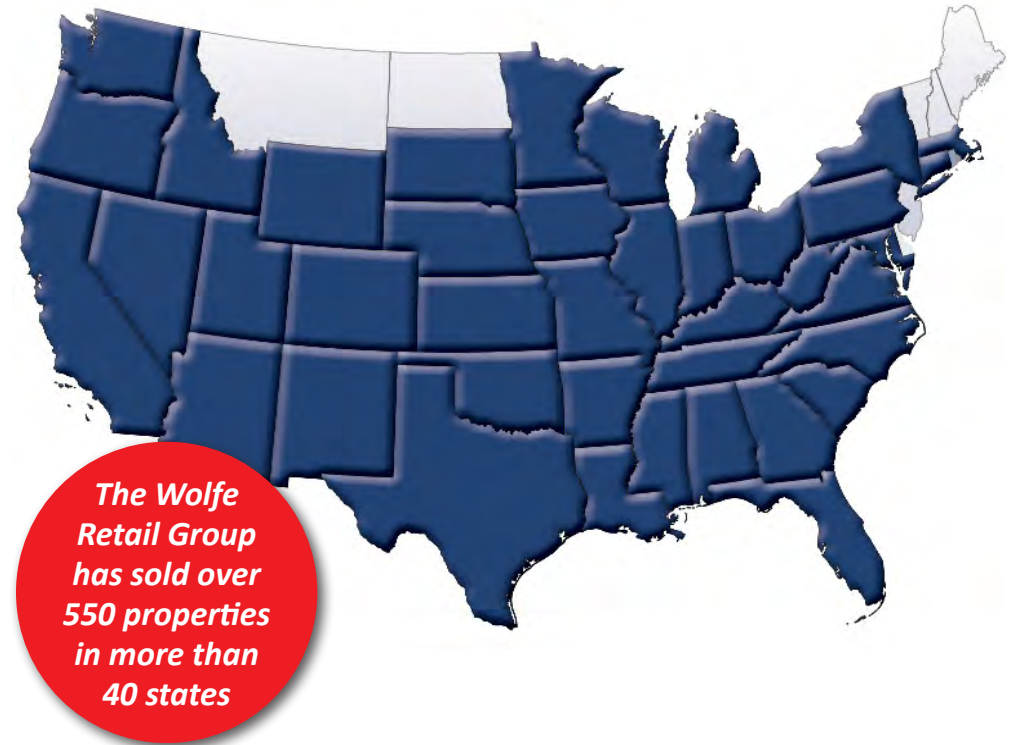 The Wolfe
Retail Group
has sold over
550 properties
in more than
40 states